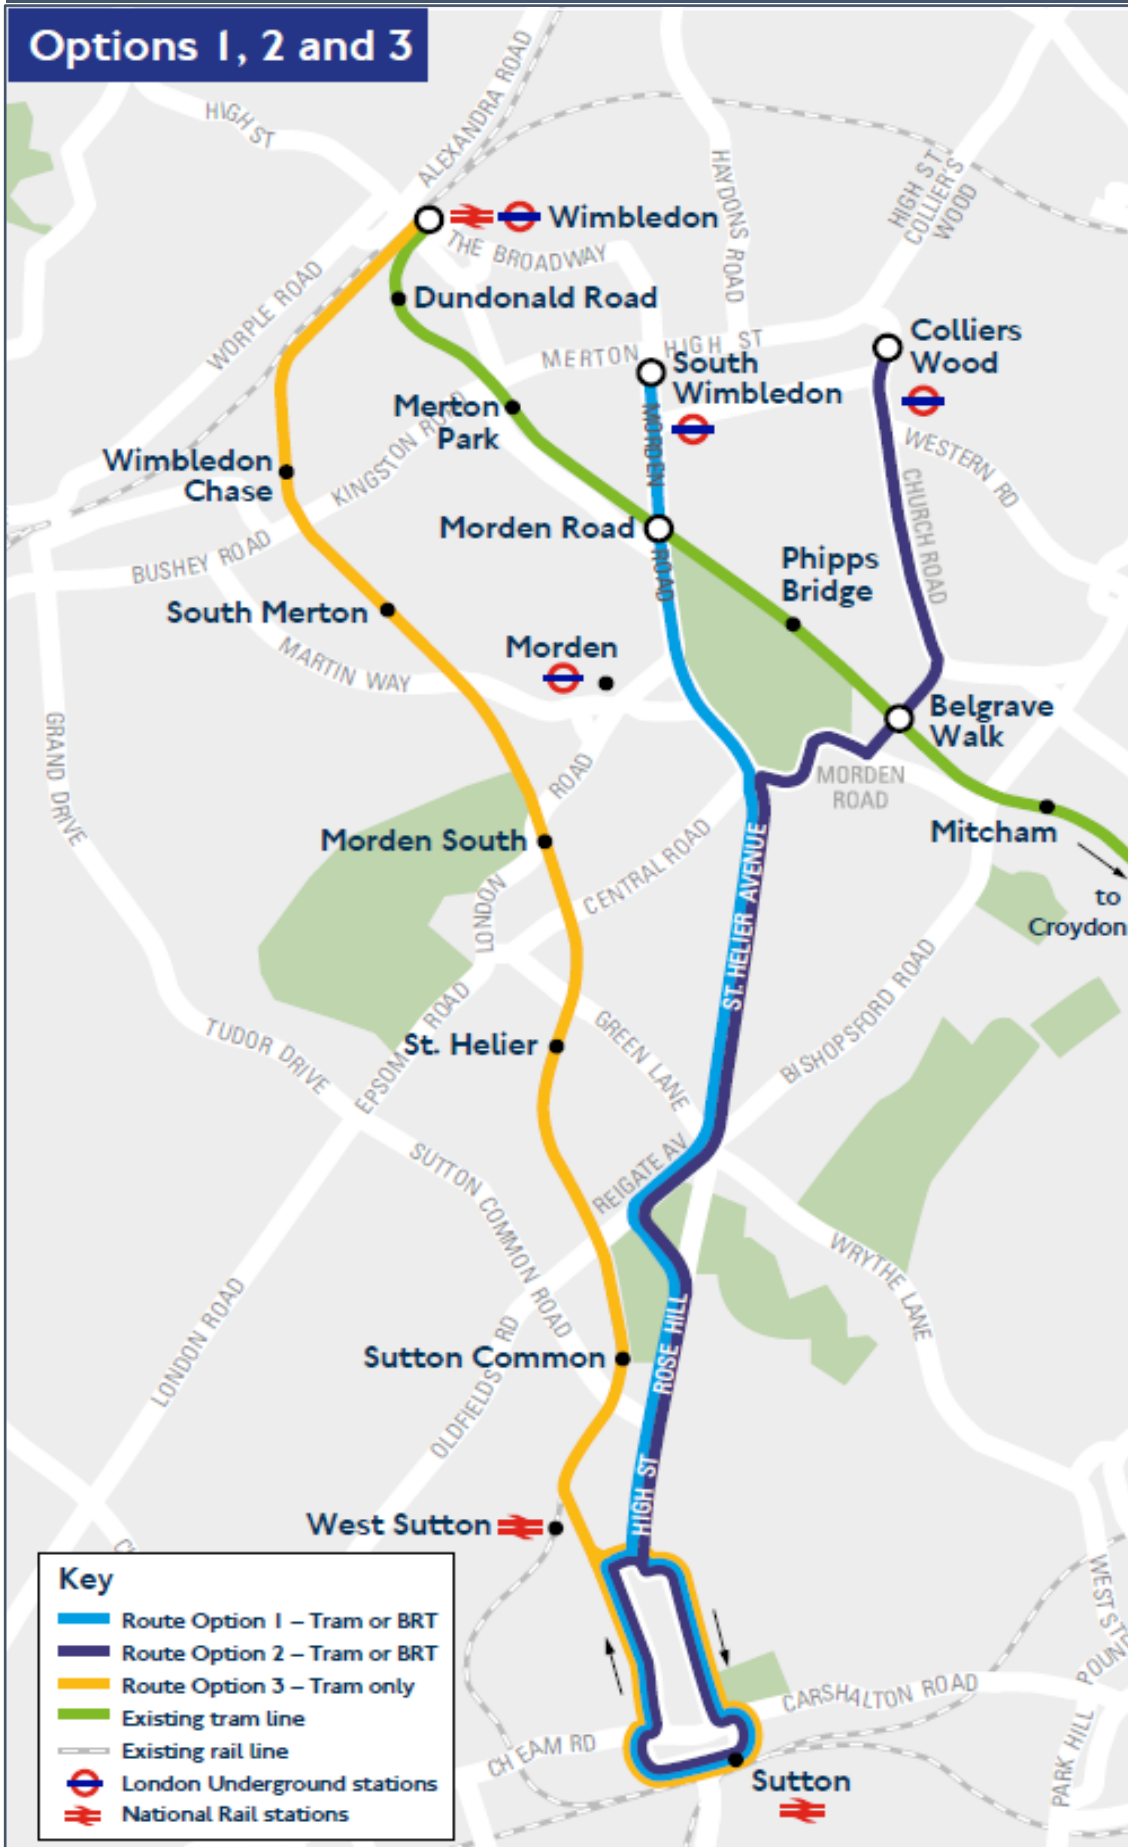 Options 1, 2 and 3
ALEXANDRA ROAD
HIGH ST
HAYDONS ROAD
HIGH ST
COLLIER'S
WOOD
Wimbledon
THE BROADWAY
WORPLE ROAD
Dundonald Road
MERTON HIGH ST
Colliers
Wood
South
Wimbledon
Merton
Park
KINGSTON ROAD
MORDEN ROAD
WESTERN RD
CHURCH ROAD
Wimbledon
Chase
Morden Road
BUSHEY ROAD
Phipps
Bridge
South Merton
Morden
MARTIN WAY
GRAND DRIVE
Belgrave
Walk
MORDEN
ROAD
Mitcham
to
Croydon
Morden South
LONDON ROAD
CENTRAL ROAD
ST. HELIER AVENUE
BISHOPSFORD ROAD
TUDOR DRIVE
EPSOM ROAD
St. Helier
GREEN LANE
SUTTON COMMON ROAD
REIGATE AV
WRYTHE LANE
LONDON ROAD
ROSE HILL
Sutton Common
OLDFIELDS RD
HIGH ST
West Sutton
WEST ST
CARSHALTON ROAD
CHEAM RD
PARK HILL
Sutton
Key
Route Option 1 – Tram or BRT
Route Option 2 – Tram or BRT
Route Option 3 – Tram only
Existing tram line
Existing rail line
London Underground stations
National Rail stations